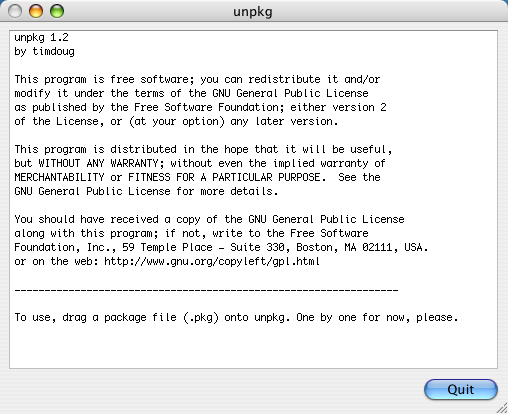 unpkg
unpkg 1.2
by timdoug
This program is free software; you can redistribute it and/or
modify it under the terms of the GNU General Public License
as published by the Free Software Foundation; either version 2
of the License, or (at your option) any later version.
This program is distributed in the hope that it will be useful,
but WITHOUT ANY WARRANTY; without even the implied warranty of
MERCHANTABILITY or FITNESS FOR A PARTICULAR PURPOSE.  See the
GNU General Public License for more details.
You should have received a copy of the GNU General Public License
along with this program; if not, write to the Free Software
Foundation, Inc., 59 Temple Place – Suite 330, Boston, MA 02111, USA.
or on the web: http://www.gnu.org/copyleft/gpl.html
----------------------------------------------------------------
To use, drag a package file (.pkg) onto unpkg. One by one for now, please.
Quit